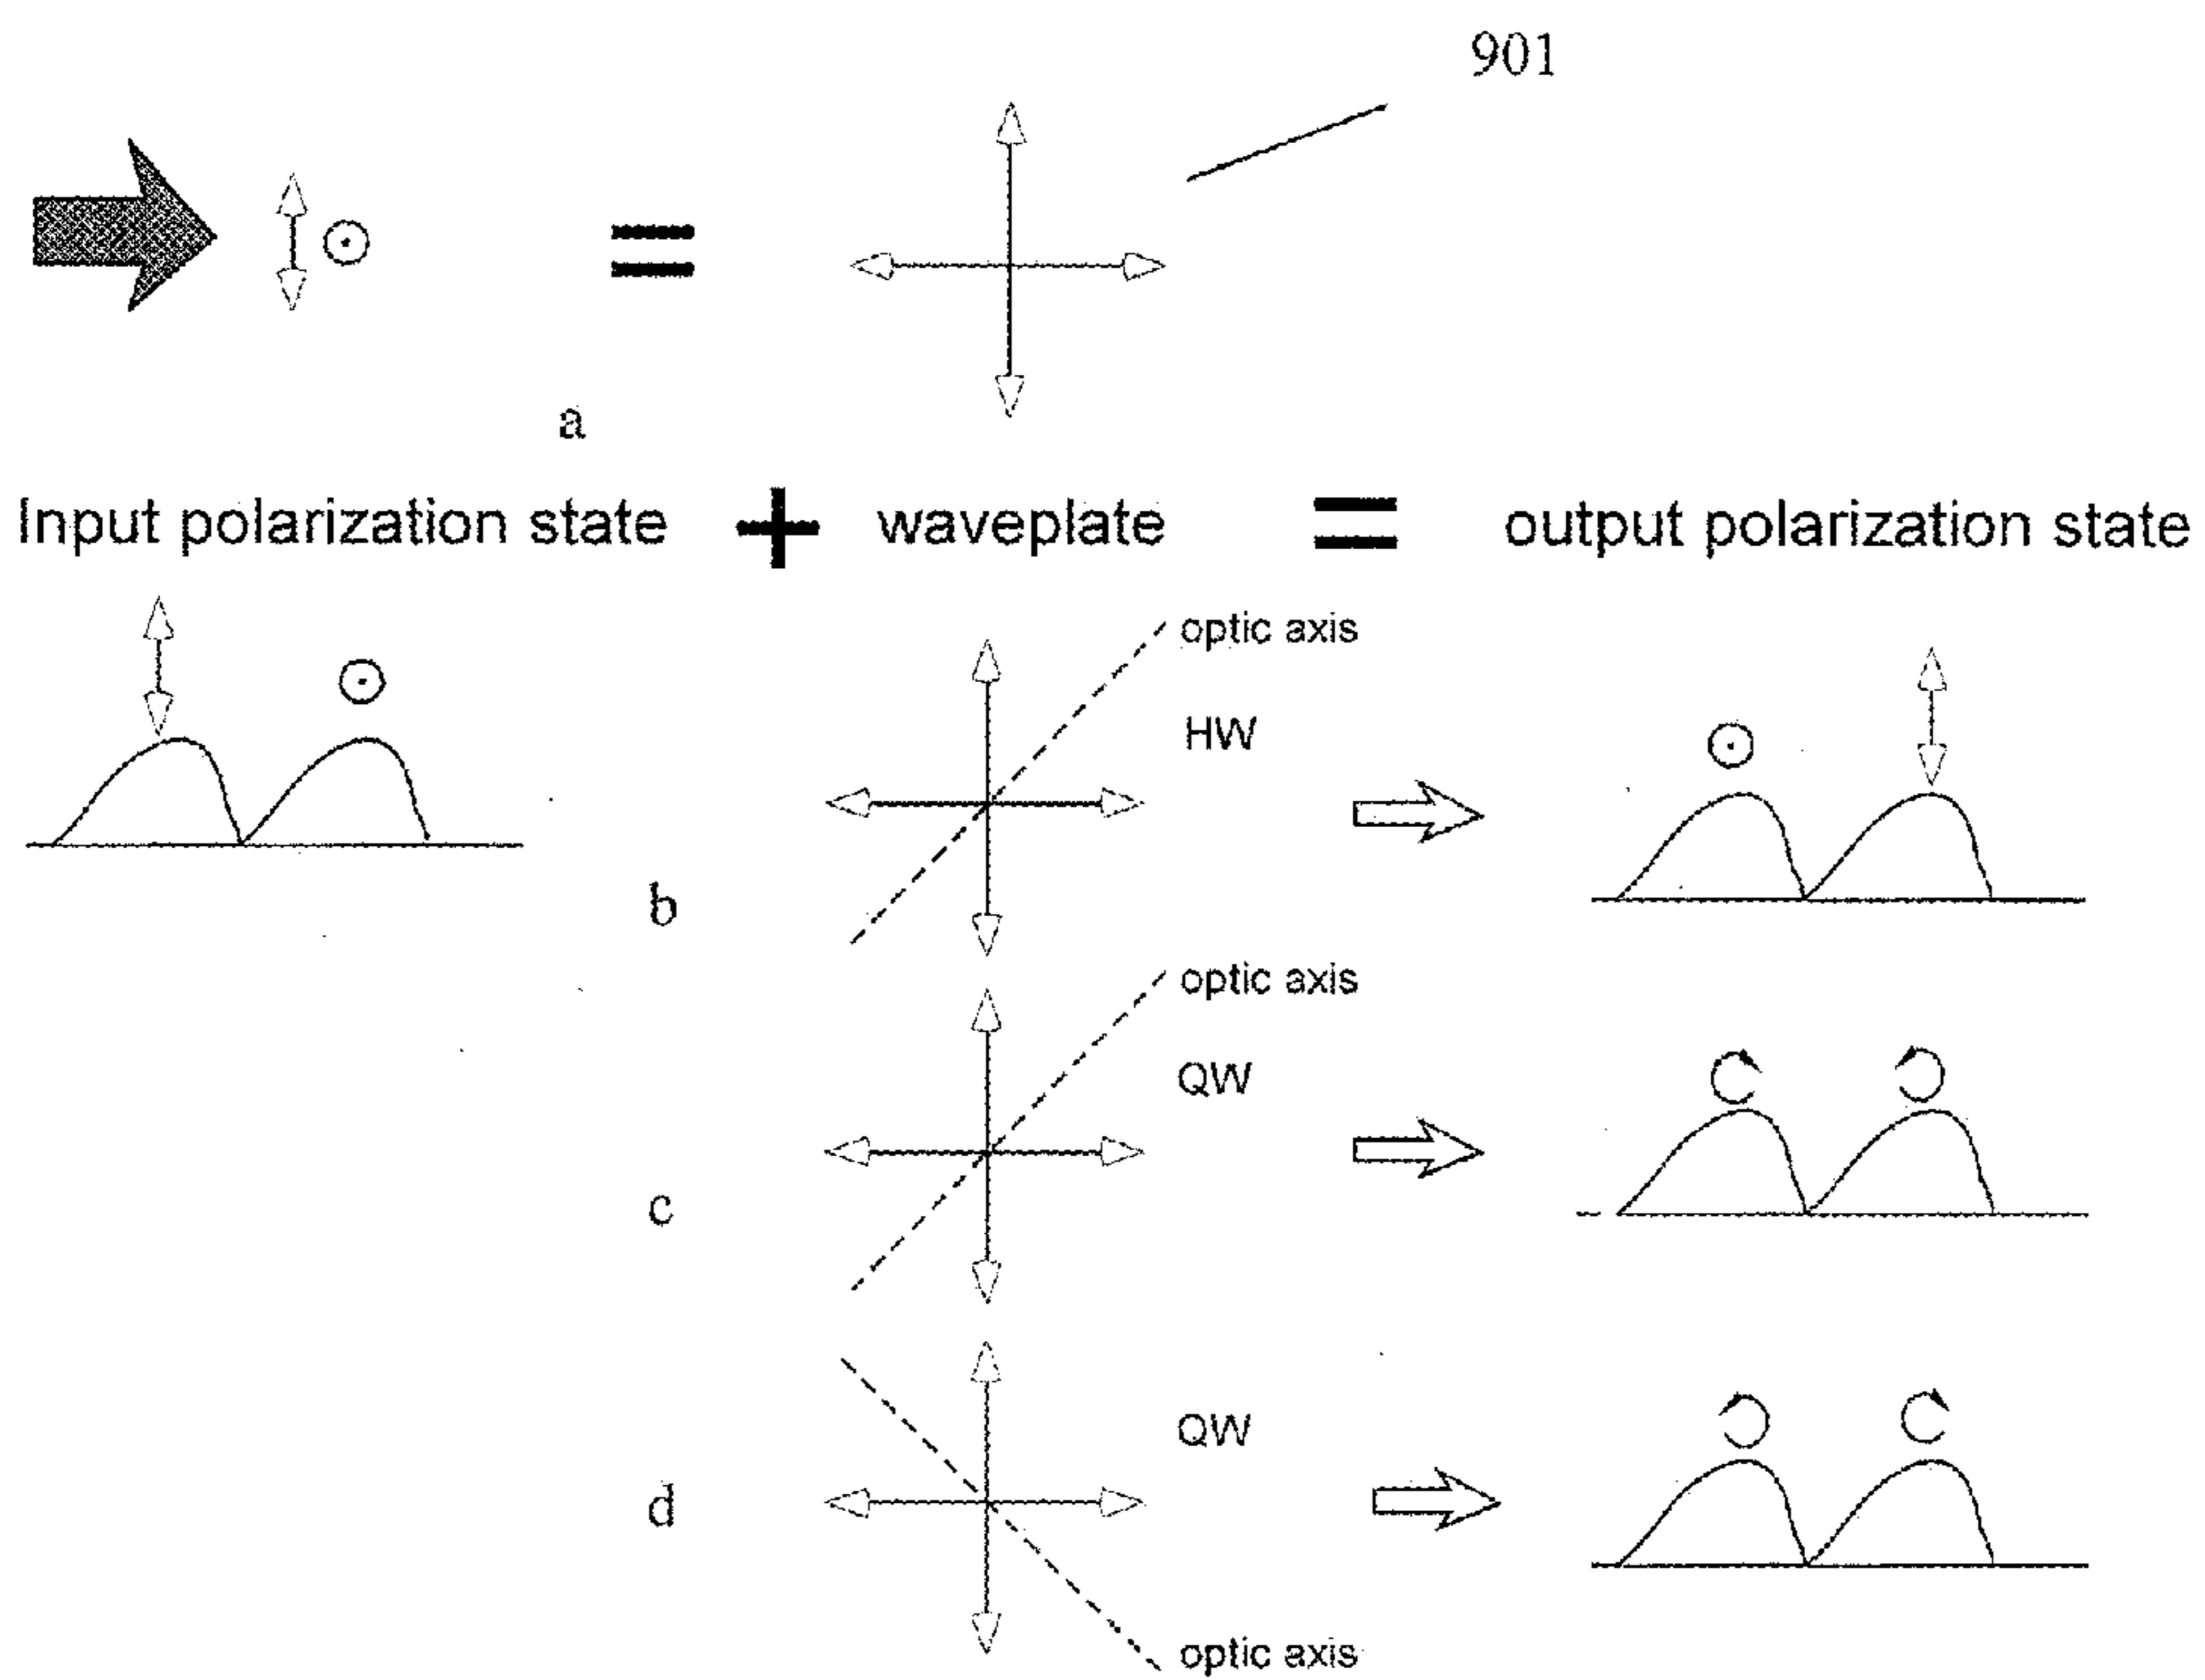 901
a
Input polarization state + waveplate = output polarization state
optic axis
HW
b
optic axis
QW
c
QW
d
optic axis